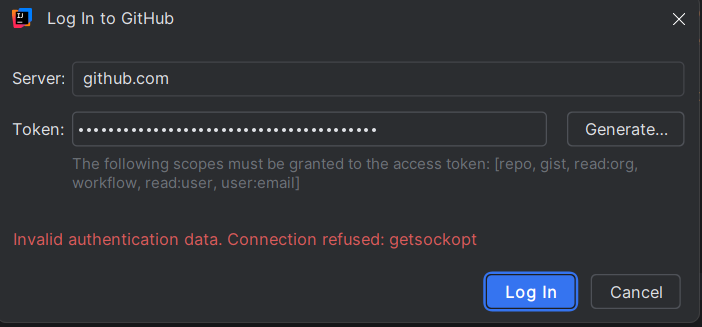 Log In to GitHub
Server: github.com
Token: •••••••••••••••••••••••••••••••••••••••• Generate...
The following scopes must be granted to the access token: [repo, gist, read:org,
workflow, read:user, user:email]
Invalid authentication data. Connection refused: getsockopt
Log In Cancel